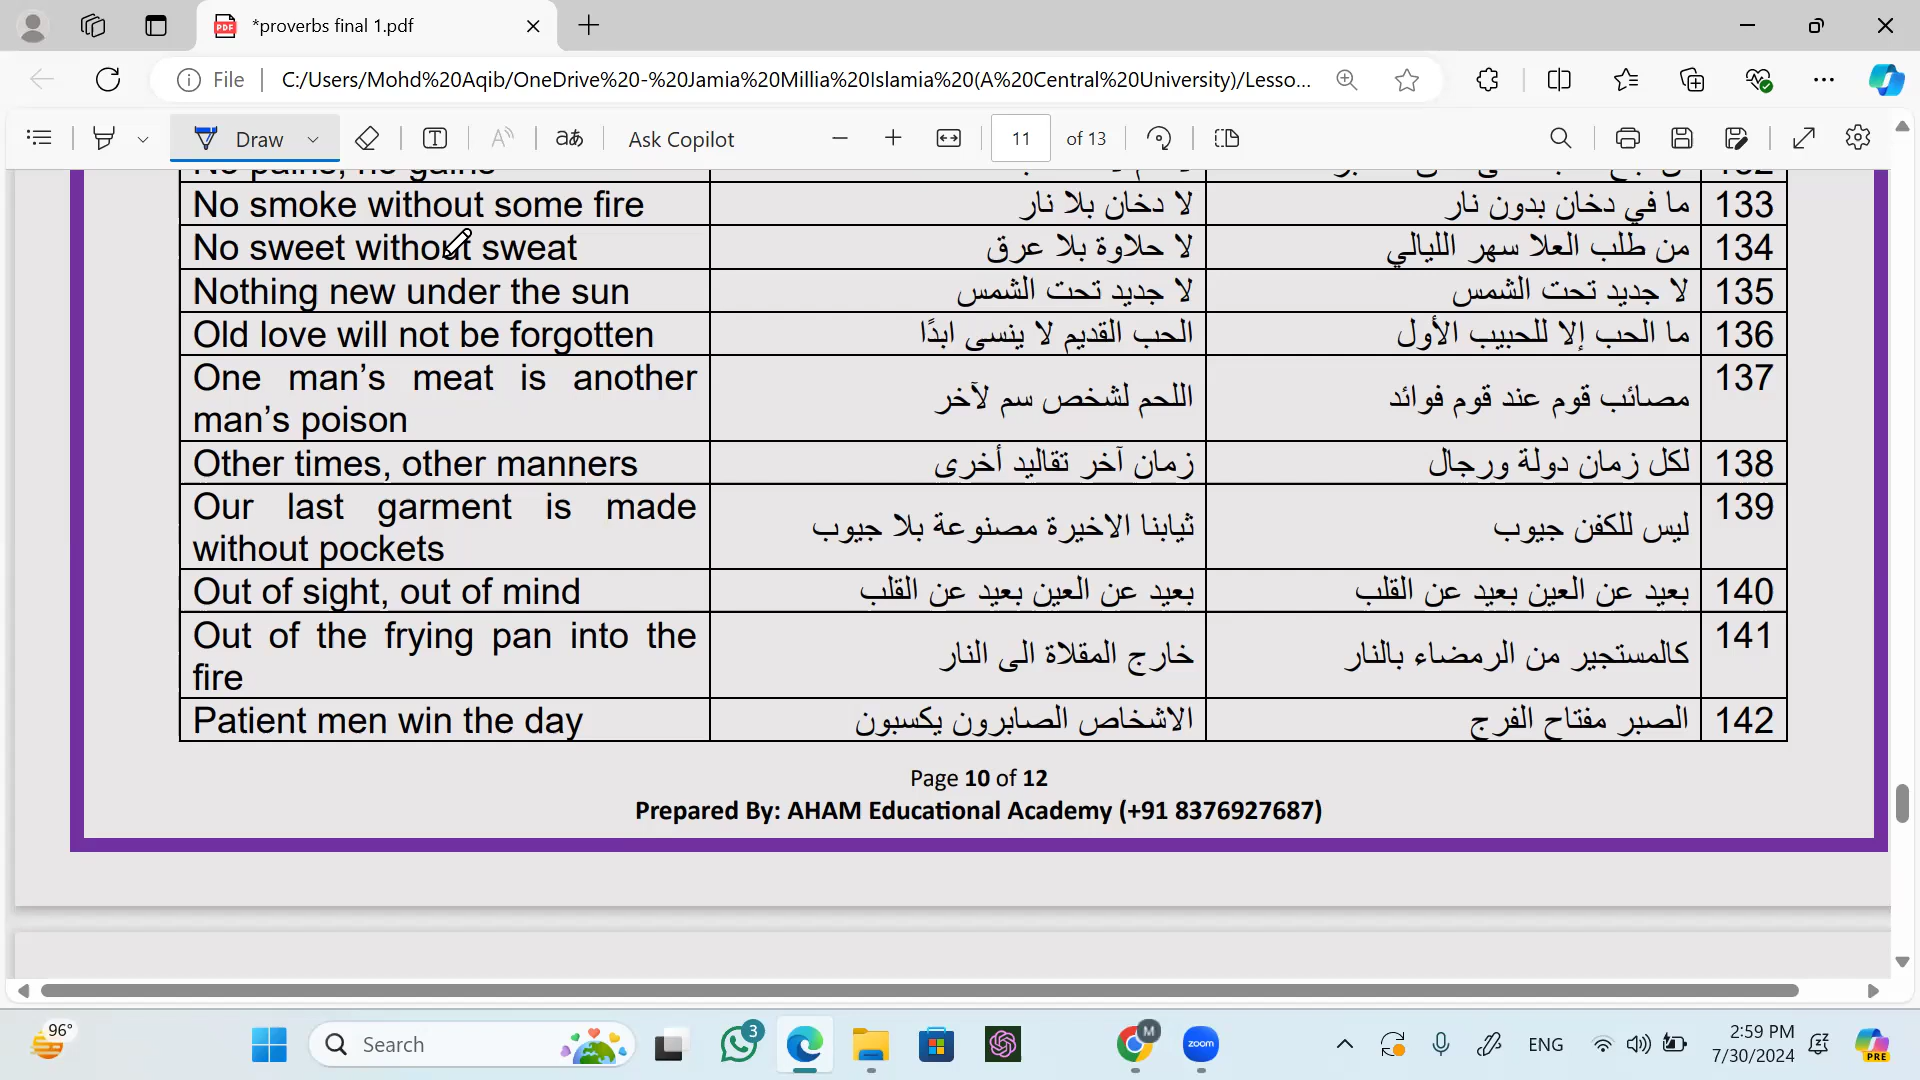 *proverbs final 1.pdf
File
C:/Users/Mohd%20Aqib/OneDrive%20-%20Jamia%20Millia%20Islamia%20(A%20Central%20University)/Lesso...
Draw
Ask Copilot
11 of 13
No pains, no gains
No smoke without some fire لا دخان بلا نار ما في دخان بدون نار 133
No sweet without sweat لا حلاوة بلا عرق من طلب العلا سهر الليالي 134
Nothing new under the sun لا جديد تحت الشمس لا جديد تحت الشمس 135
Old love will not be forgotten الحب القديم لا ينسى ابدًا ما الحب إلا للحبيب الأول 136
One man’s meat is another
man’s poison اللحم لشخص سم لآخر مصائب قوم عند قوم فوائد 137
Other times, other manners زمان آخر تقاليد أخرى لكل زمان دولة ورجال 138
Our last garment is made
without pockets ثيابنا الاخيرة مصنوعة بلا جيوب ليس للكفن جيوب 139
Out of sight, out of mind بعيد عن العين بعيد عن القلب بعيد عن العين بعيد عن القلب 140
Out of the frying pan into the
fire خارج المقلاة الى النار كالمستجير من الرمضاء بالنار 141
Patient men win the day الاشخاص الصابرون يكسبون الصبر مفتاح الفرج 142
Page 10 of 12
Prepared By: AHAM Educational Academy (+91 8376927687)
96°
Search
3
M
zoom
ENG
2:59 PM
7/30/2024
PRE